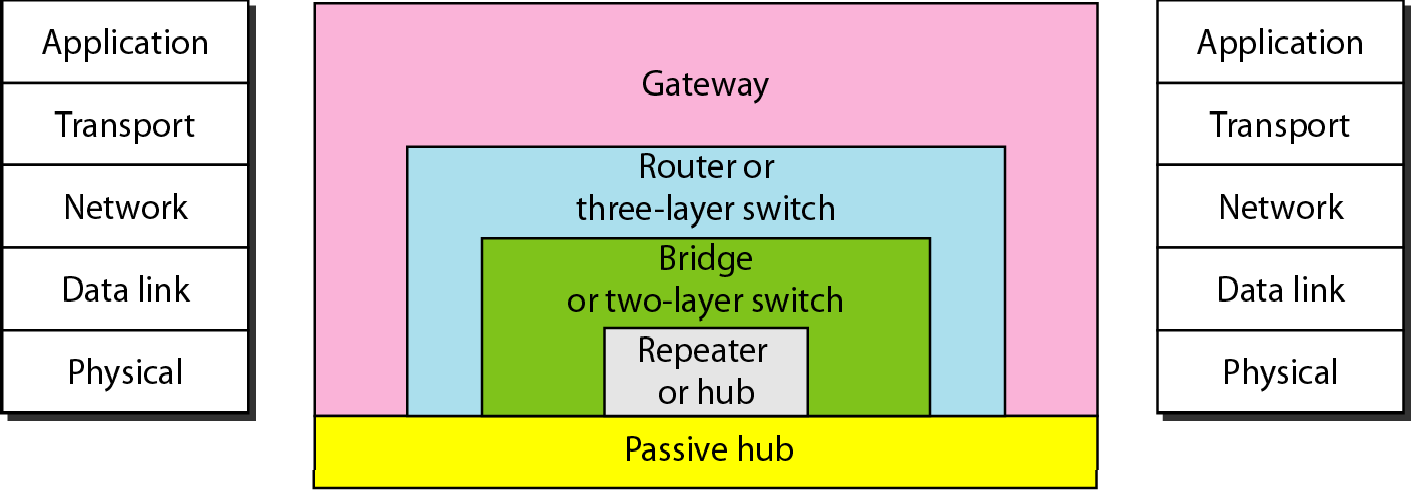 Application
Transport
Network
Data link
Physical
Gateway
Router or
three-layer switch
Bridge
or two-layer switch
Repeater
or hub
Passive hub
Application
Transport
Network
Data link
Physical